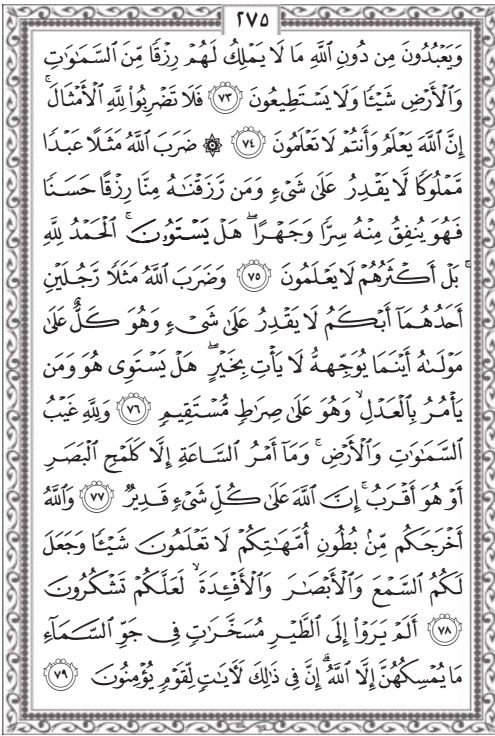 ٢٧٥
وَيَعۡبُدُونَ مِن دُونِ ٱللَّهِ مَا لَا يَمۡلِكُ لَهُمۡ رِزۡقٗا مِّنَ ٱلسَّمَٰوَٰتِ
وَٱلۡأَرۡضِ شَيۡـٔٗا وَلَا يَسۡتَطِيعُونَ ٧٣ فَلَا تَضۡرِبُواْ لِلَّهِ ٱلۡأَمۡثَالَۚ
إِنَّ ٱللَّهَ يَعۡلَمُ وَأَنتُمۡ لَا تَعۡلَمُونَ ٧٤ ۞ ضَرَبَ ٱللَّهُ مَثَلًا عَبۡدٗا
مَّمۡلُوكٗا لَّا يَقۡدِرُ عَلَىٰ شَيۡءٖ وَمَن رَّزَقۡنَٰهُ مِنَّا رِزۡقًا حَسَنٗا
فَهُوَ يُنفِقُ مِنۡهُ سِرّٗا وَجَهۡرًاۖ هَلۡ يَسۡتَوُۥنَۚ ٱلۡحَمۡدُ لِلَّهِ
ۚ بَلۡ أَكۡثَرُهُمۡ لَا يَعۡلَمُونَ ٧٥ وَضَرَبَ ٱللَّهُ مَثَلٗا رَّجُلَيۡنِ
أَحَدُهُمَآ أَبۡكَمُ لَا يَقۡدِرُ عَلَىٰ شَيۡءٖ وَهُوَ كَلٌّ عَلَىٰ
مَوۡلَىٰهُ أَيۡنَمَا يُوَجِّههُّ لَا يَأۡتِ بِخَيۡرٍۖ هَلۡ يَسۡتَوِي هُوَ وَمَن
يَأۡمُرُ بِٱلۡعَدۡلِۙ وَهُوَ عَلَىٰ صِرَٰطٖ مُّسۡتَقِيمٖ ٧٦ وَلِلَّهِ غَيۡبُ
ٱلسَّمَٰوَٰتِ وَٱلۡأَرۡضِۚ وَمَآ أَمۡرُ ٱلسَّاعَةِ إِلَّا كَلَمۡحِ ٱلۡبَصَرِ
أَوۡ هُوَ أَقۡرَبُۚ إِنَّ ٱللَّهَ عَلَىٰ كُلِّ شَيۡءٖ قَدِيرٞ ٧٧ وَٱللَّهُ
أَخۡرَجَكُم مِّنۢ بُطُونِ أُمَّهَٰتِكُمۡ لَا تَعۡلَمُونَ شَيۡـٔٗا وَجَعَلَ
لَكُمُ ٱلسَّمۡعَ وَٱلۡأَبۡصَٰرَ وَٱلۡأَفۡـِٔدَةَۙ لَعَلَّكُمۡ تَشۡكُرُونَ
٧٨ أَلَمۡ يَرَوۡاْ إِلَى ٱلطَّيۡرِ مُسَخَّرَٰتٖ فِي جَوِّ ٱلسَّمَآءِ
مَا يُمۡسِكُهُنَّ إِلَّا ٱللَّهُۚ إِنَّ فِي ذَٰلِكَ لَأٓيَٰتٖ لِّقَوۡمٖ يُؤۡمِنُونَ ٧٩